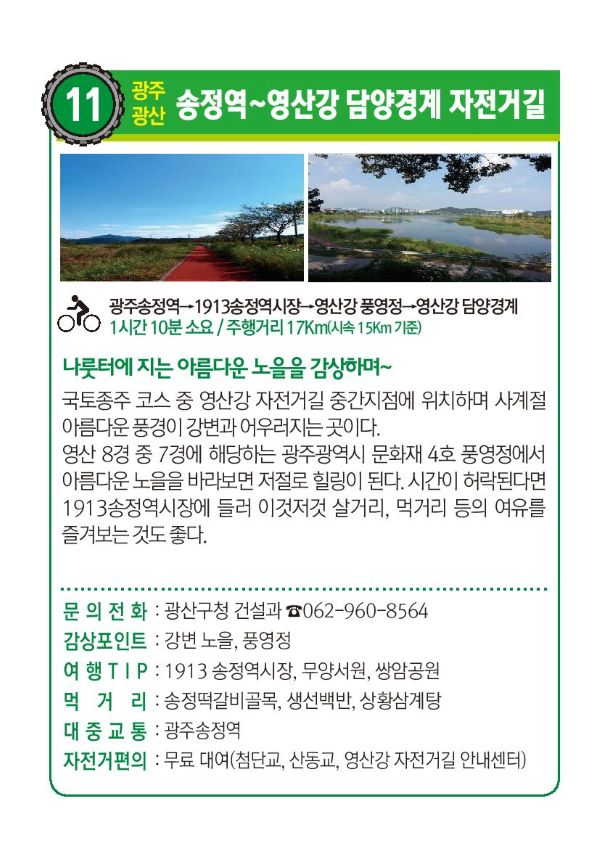 11 광주 광산 송정역~영산강 담양경계 자전거길
광주송정역→1913송정역시장→영산강 풍영정→영산강 담양경계
1시간 10분 소요 / 주행거리 17Km(시속 15Km 기준)
나룻터에 지는 아름다운 노을을 감상하며~
국토종주 코스 중 영산강 자전거길 중간지점에 위치하며 사계절
아름다운 풍경이 강변과 어우러지는 곳이다.
영산 8경 중 7경에 해당하는 광주광역시 문화재 4호 풍영정에서
아름다운 노을을 바라보면 저절로 힐링이 된다. 시간이 허락된다면
1913송정역시장에 들러 이것저것 살거리, 먹거리 등의 여유를
즐겨보는 것도 좋다.
문의전화 : 광산구청 건설과 ☎062-960-8564
감상포인트 : 강변 노을, 풍영정
여행TIP : 1913 송정역시장, 무양서원, 쌍암공원
먹거리 : 송정떡갈비골목, 생선백반, 상황삼계탕
대중교통 : 광주송정역
자전거편의 : 무료 대여(첨단교, 산동교, 영산강 자전거길 안내센터)